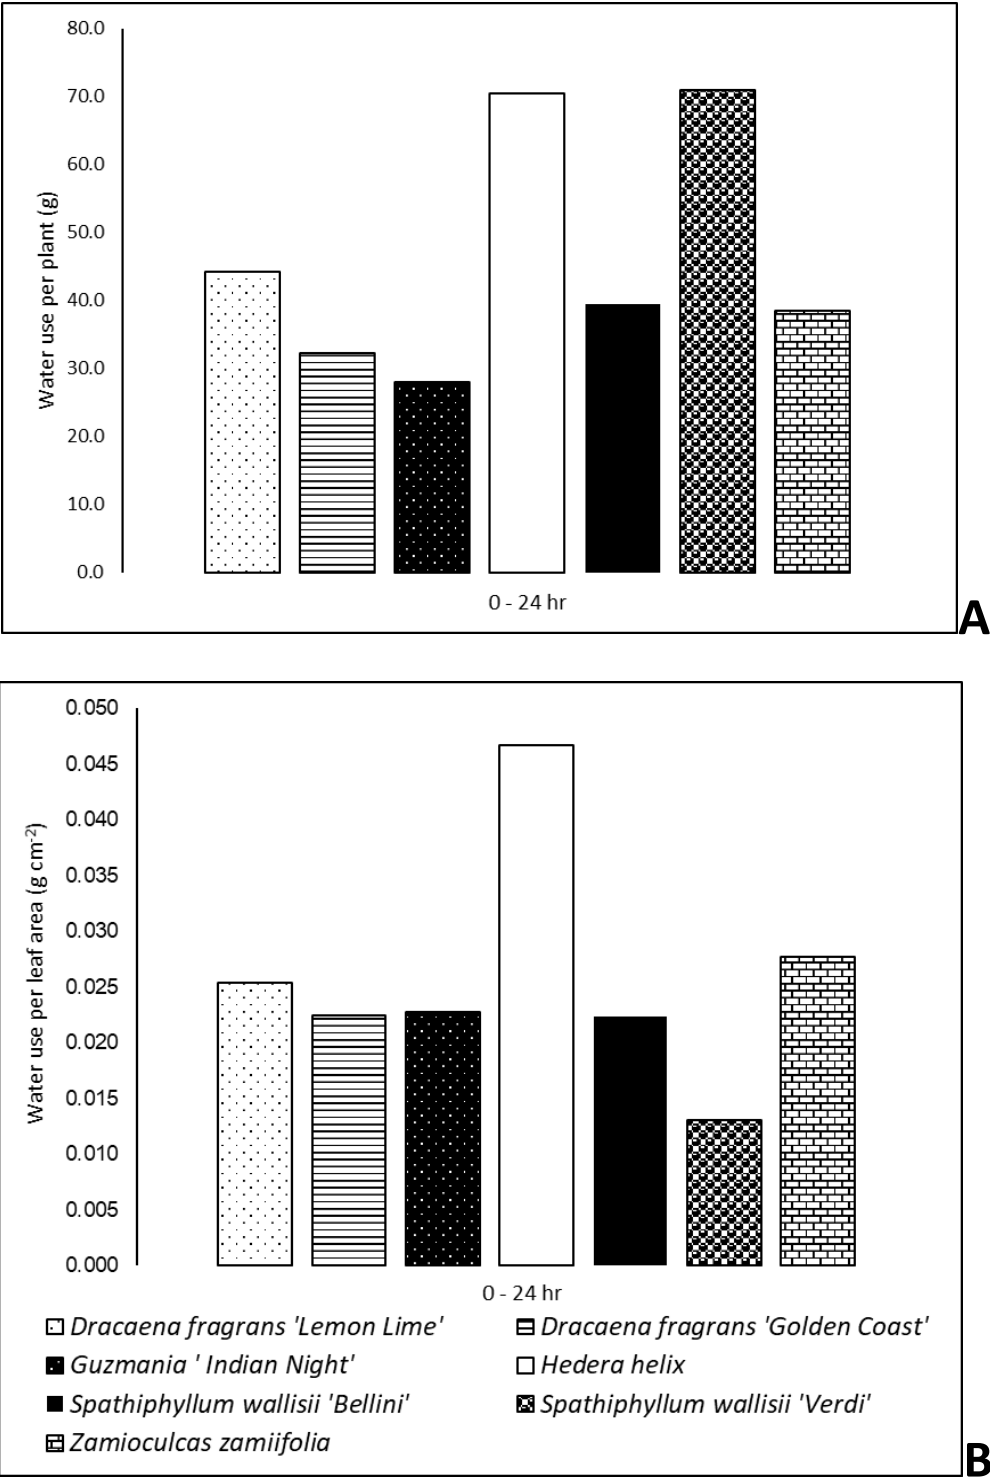 80.0
70.0
60.0
50.0
40.0
30.0
20.0
10.0
0.0
Water use per plant (g)
0 - 24 hr
A
0.050
0.045
0.040
0.035
0.030
0.025
0.020
0.015
0.010
0.005
0.000
Water use per leaf area (g cm-2)
0 - 24 hr
Dracaena fragrans 'Lemon Lime'
Dracaena fragrans 'Golden Coast'
Guzmania ' Indian Night'
Hedera helix
Spathiphyllum wallisii 'Bellini'
Spathiphyllum wallisii 'Verdi'
Zamioculcas zamiifolia
B